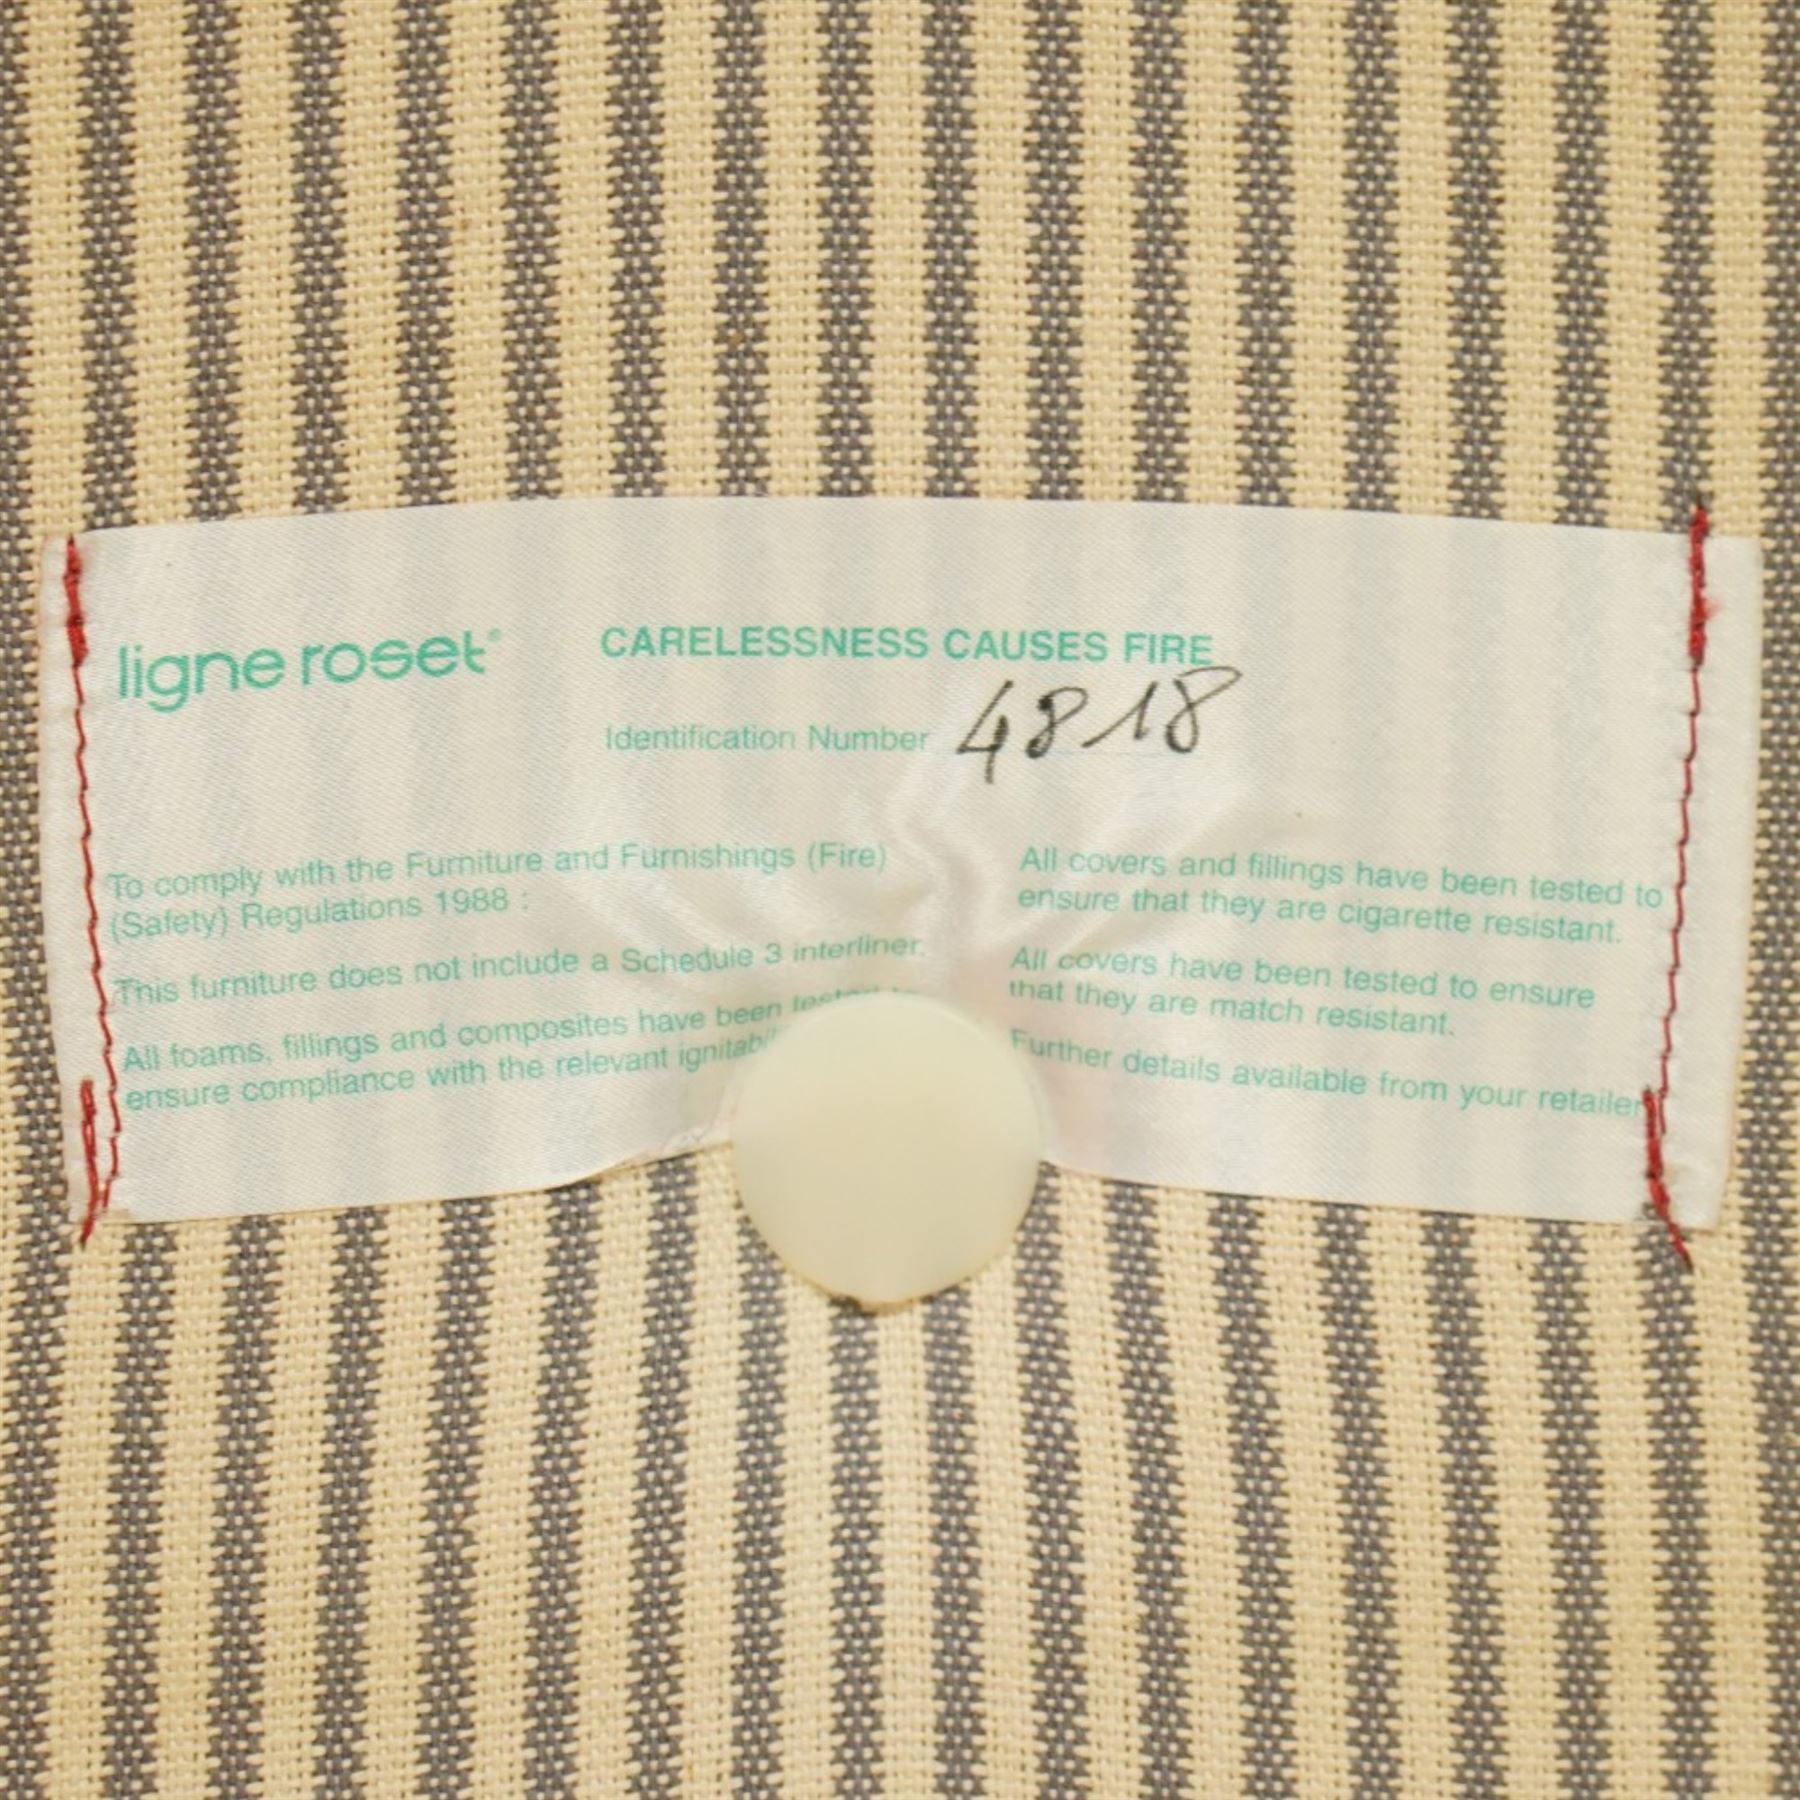 ligne roset®
CARELESSNESS CAUSES FIRE
Identification Number 4818
To comply with the Furniture and Furnishings (Fire)
(Safety) Regulations 1988 :
This furniture does not include a Schedule 3 interliner.
All foams, fillings and composites have been
ensure compliance with the relevant
All covers and fillings have been tested to
ensure that they are cigarette resistant.
All covers have been tested to ensure
that they are match resistant.
Further details available from your retailer